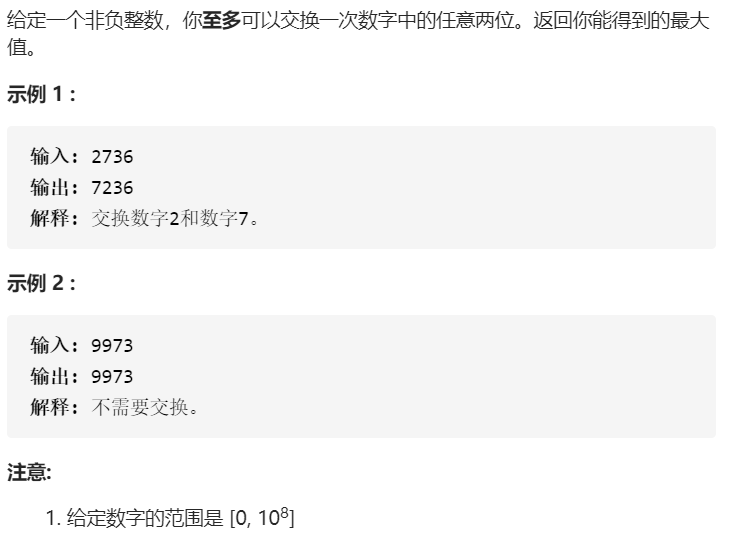 给定一个非负整数，你至多可以交换一次数字中的任意两位。返回你能得到的最大
值。
示例 1 :
输入: 2736
输出: 7236
解释: 交换数字2和数字7。
示例 2 :
输入: 9973
输出: 9973
解释: 不需要交换。
注意:
1. 给定数字的范围是 [0, 10⁸]